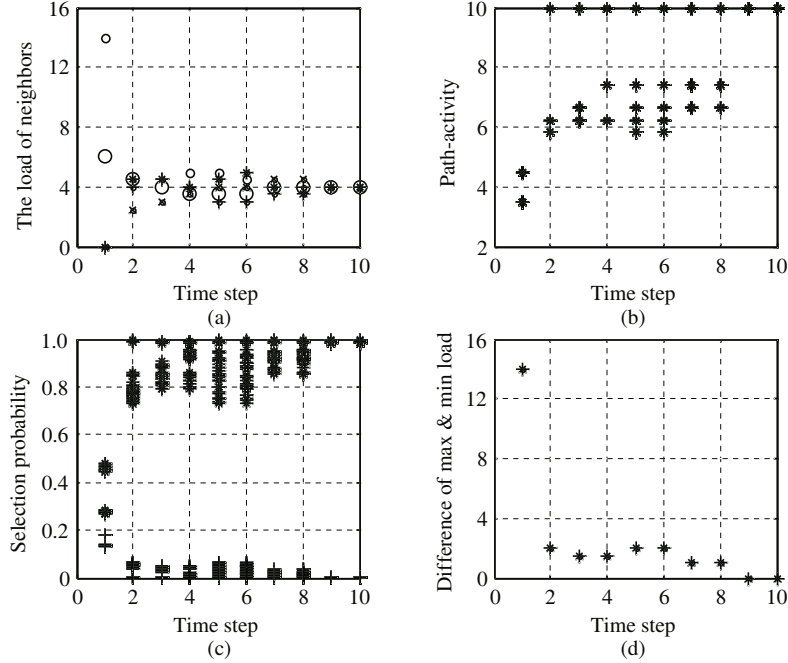 The load of neighbors
16
12
8
4
0
0 2 4 6 8 10
Time step
(a)
Path-activity
10
8
6
4
2
0 2 4 6 8 10
Time step
(b)
Selection probability
1.0
0.8
0.6
0.4
0.2
0
0 2 4 6 8 10
Time step
(c)
Difference of max & min load
16
12
8
4
0
0 2 4 6 8 10
Time step
(d)